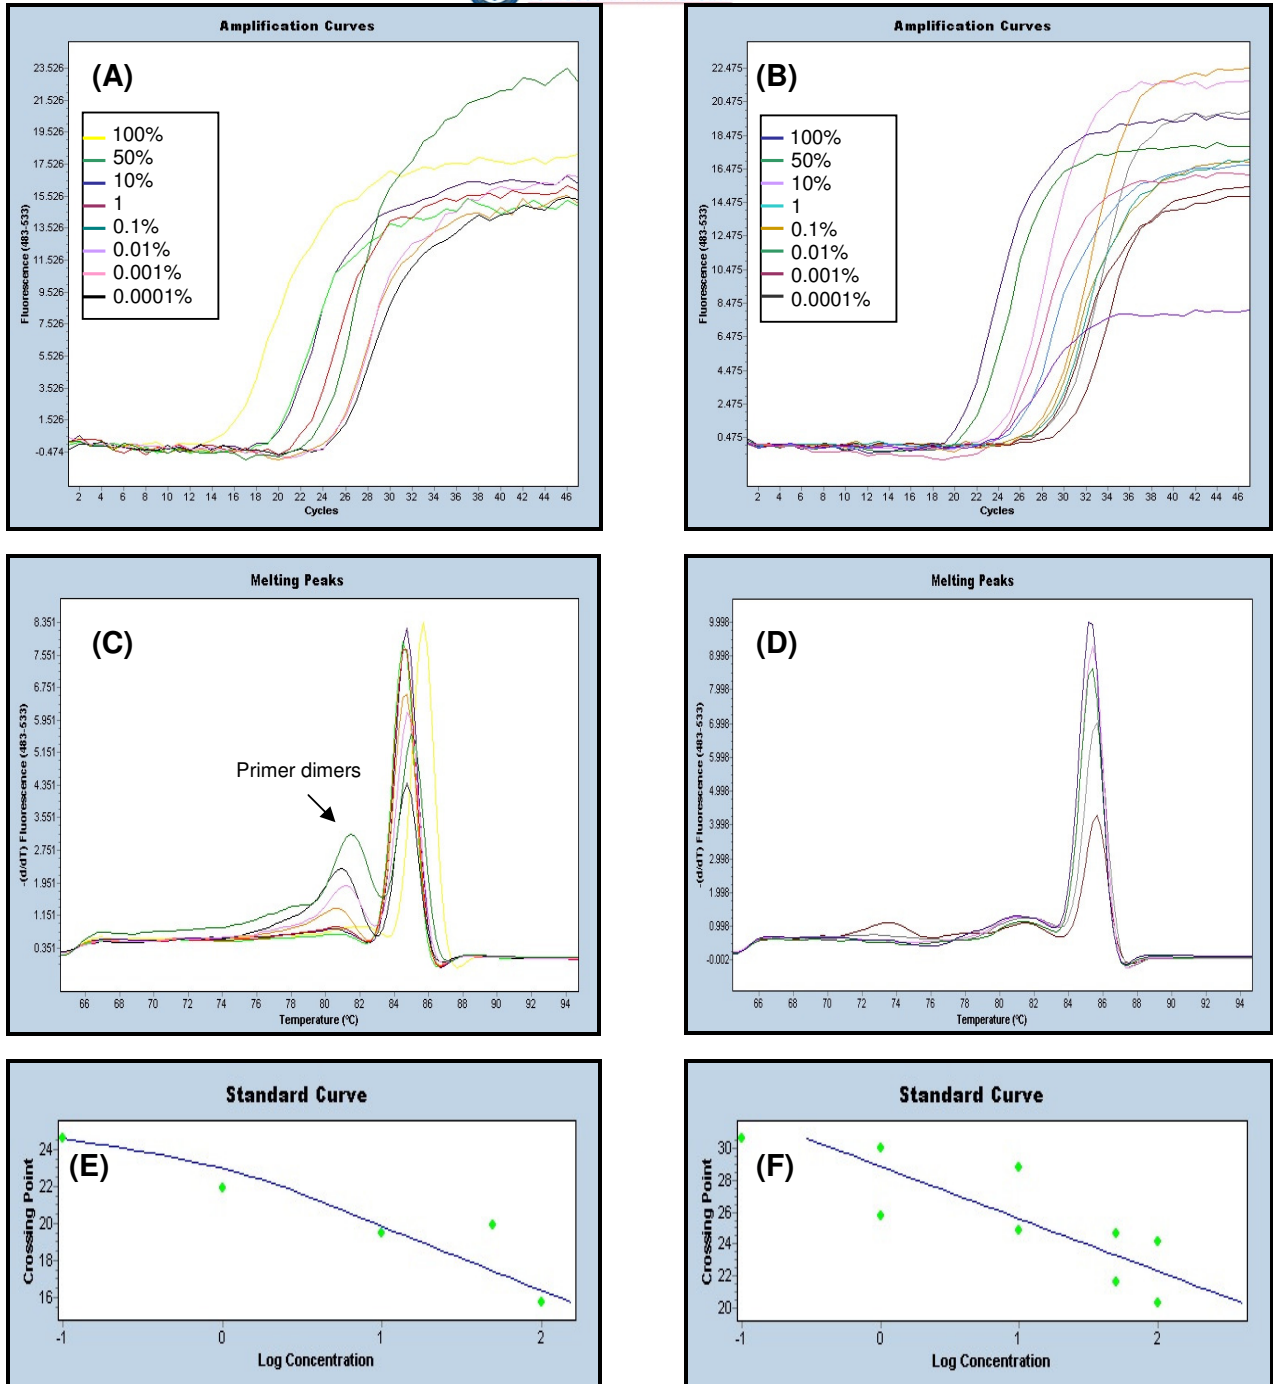 Amplification Curves
(A)
Fluorescence (483-533)
23.526
21.526
19.526
17.526
15.526
13.526
11.526
9.526
7.526
5.526
3.526
1.526
-0.474
100%
50%
10%
1
0.1%
0.01%
0.001%
0.0001%
2 4 6 8 10 12 14 16 18 20 22 24 26 28 30 32 34 36 38 40 42 44 46
Cycles
Amplification Curves
(B)
Fluorescence (483-533)
22.475
20.475
18.475
16.475
14.475
12.475
10.475
8.475
6.475
4.475
2.475
0.475
100%
50%
10%
1
0.1%
0.01%
0.001%
0.0001%
2 4 6 8 10 12 14 16 18 20 22 24 26 28 30 32 34 36 38 40 42 44 46
Cycles
Melting Peaks
(C)
-(d/dT) Fluorescence (483-533)
8.351
7.551
6.751
5.951
5.151
4.351
3.551
2.751
1.951
1.151
0.351
Primer dimers
66 68 70 72 74 76 78 80 82 84 86 88 90 92 94
Temperature (°C)
Melting Peaks
(D)
-(d/dT) Fluorescence (483-533)
9.998
8.998
7.998
6.998
5.998
4.998
3.998
2.998
1.998
0.998
-0.002
66 68 70 72 74 76 78 80 82 84 86 88 90 92 94
Temperature (°C)
Standard Curve
(E)
Crossing Point
24
22
20
18
16
-1 0 1 2
Log Concentration
Standard Curve
(F)
Crossing Point
30
28
26
24
22
20
-1 0 1 2
Log Concentration